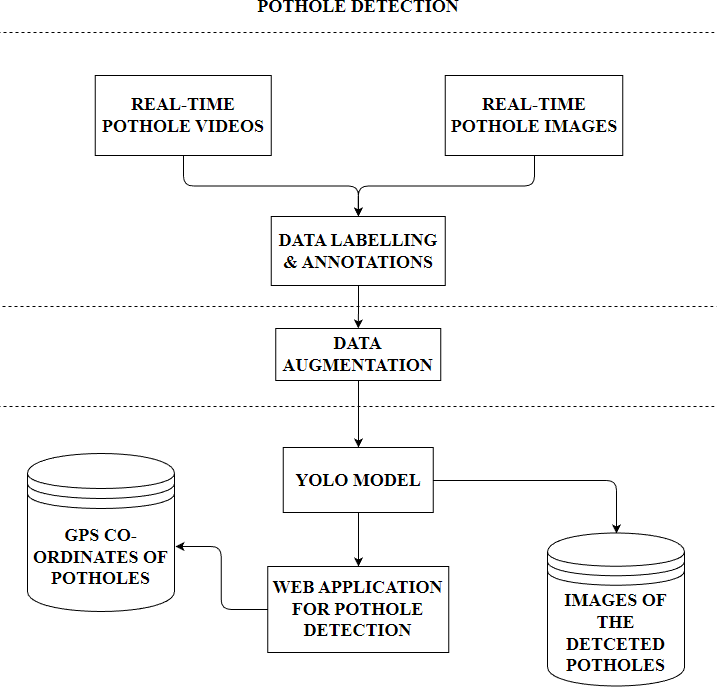 POTHOLE DETECTION
REAL-TIME
POTHOLE VIDEOS
REAL-TIME
POTHOLE IMAGES
DATA LABELLING
& ANNOTATIONS
DATA
AUGMENTATION
YOLO MODEL
GPS CO-
ORDINATES OF
POTHOLES
WEB APPLICATION
FOR POTHOLE
DETECTION
IMAGES OF
THE
DETCETED
POTHOLES